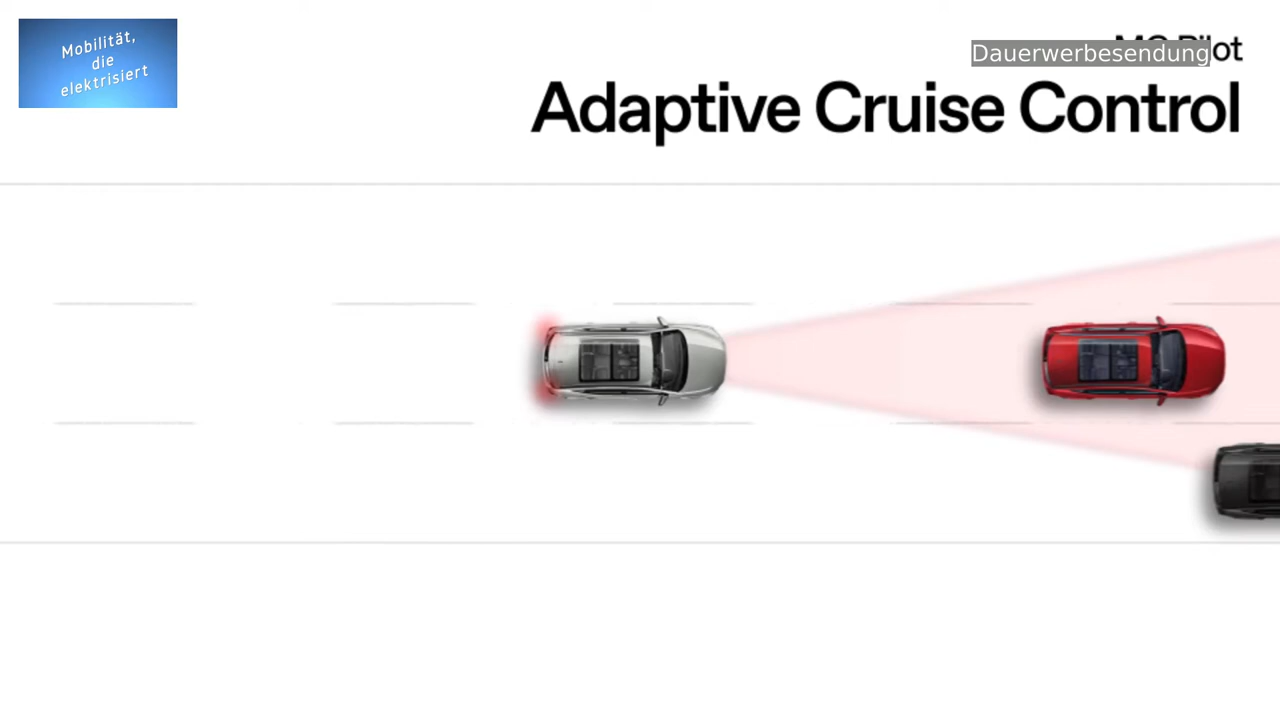 Mobilität,
die
elektrisiert
Dauerwerbesendung
Adaptive Cruise Control